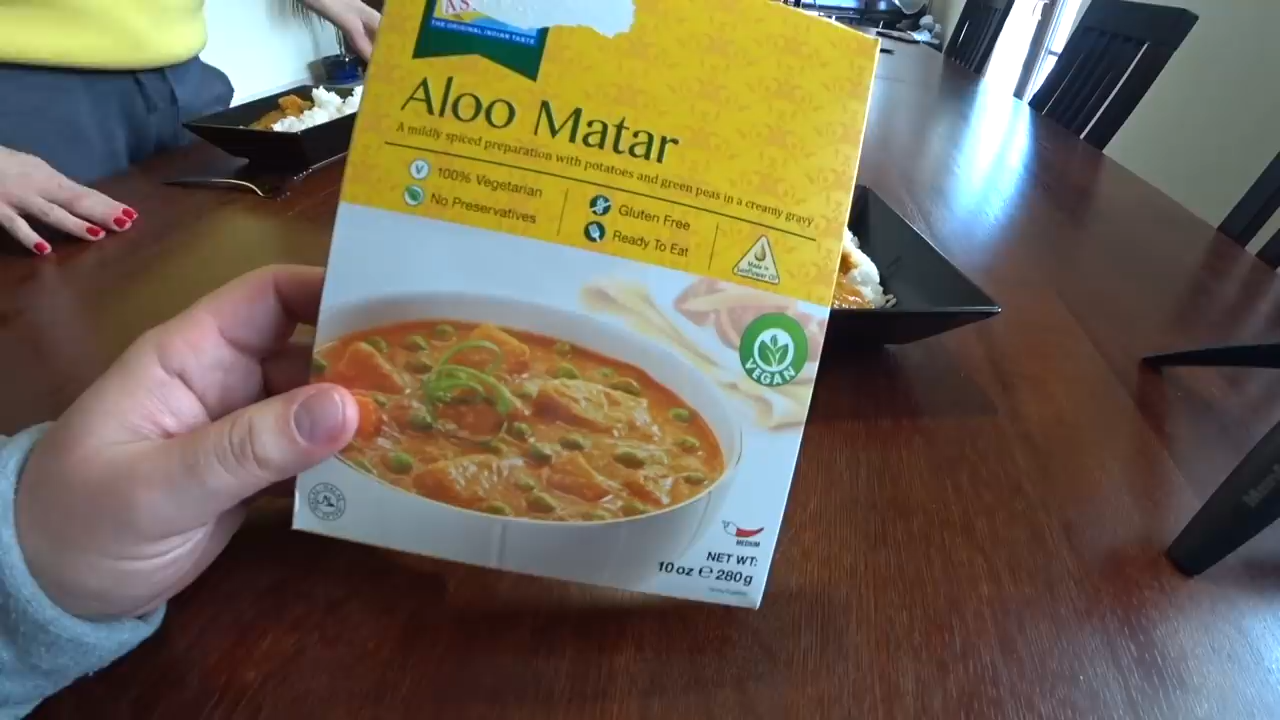 A.S.
THE ORIGINAL INDIAN TASTE
Aloo Matar
A mildly spiced preparation with potatoes and green peas in a creamy gravy
100% Vegetarian
No Preservatives
Gluten Free
Ready To Eat
Made in
Sunflower Oil
VEGAN
MEDIUM
NET WT:
10 oz ℮ 280g